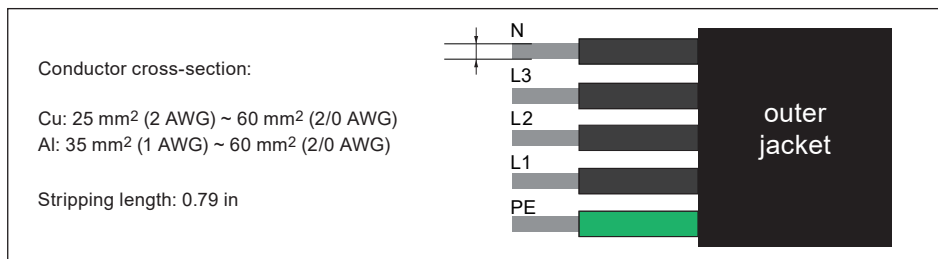 Conductor cross-section:
Cu: 25 mm² (2 AWG) ~ 60 mm² (2/0 AWG)
Al: 35 mm² (1 AWG) ~ 60 mm² (2/0 AWG)
Stripping length: 0.79 in
N
L3
L2
L1
PE
outer
jacket